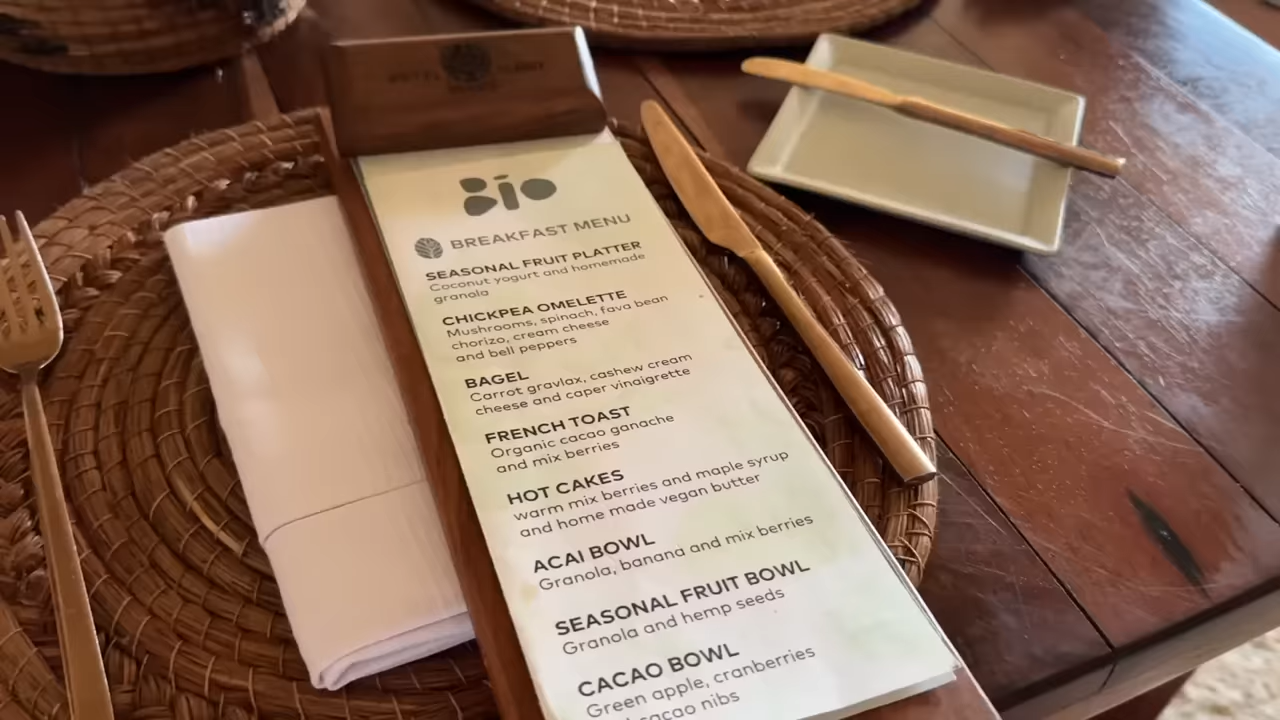 Bio
BREAKFAST MENU
SEASONAL FRUIT PLATTER
Coconut yogurt and homemade
granola
CHICKPEA OMELETTE
Mushrooms, spinach, fava bean
chorizo, cream cheese
and bell peppers
BAGEL
Carrot gravlax, cashew cream
cheese and caper vinaigrette
FRENCH TOAST
Organic cacao ganache
and mix berries
HOT CAKES
warm mix berries and maple syrup
and home made vegan butter
ACAI BOWL
Granola, banana and mix berries
SEASONAL FRUIT BOWL
Granola and hemp seeds
CACAO BOWL
Green apple, cranberries
cacao nibs